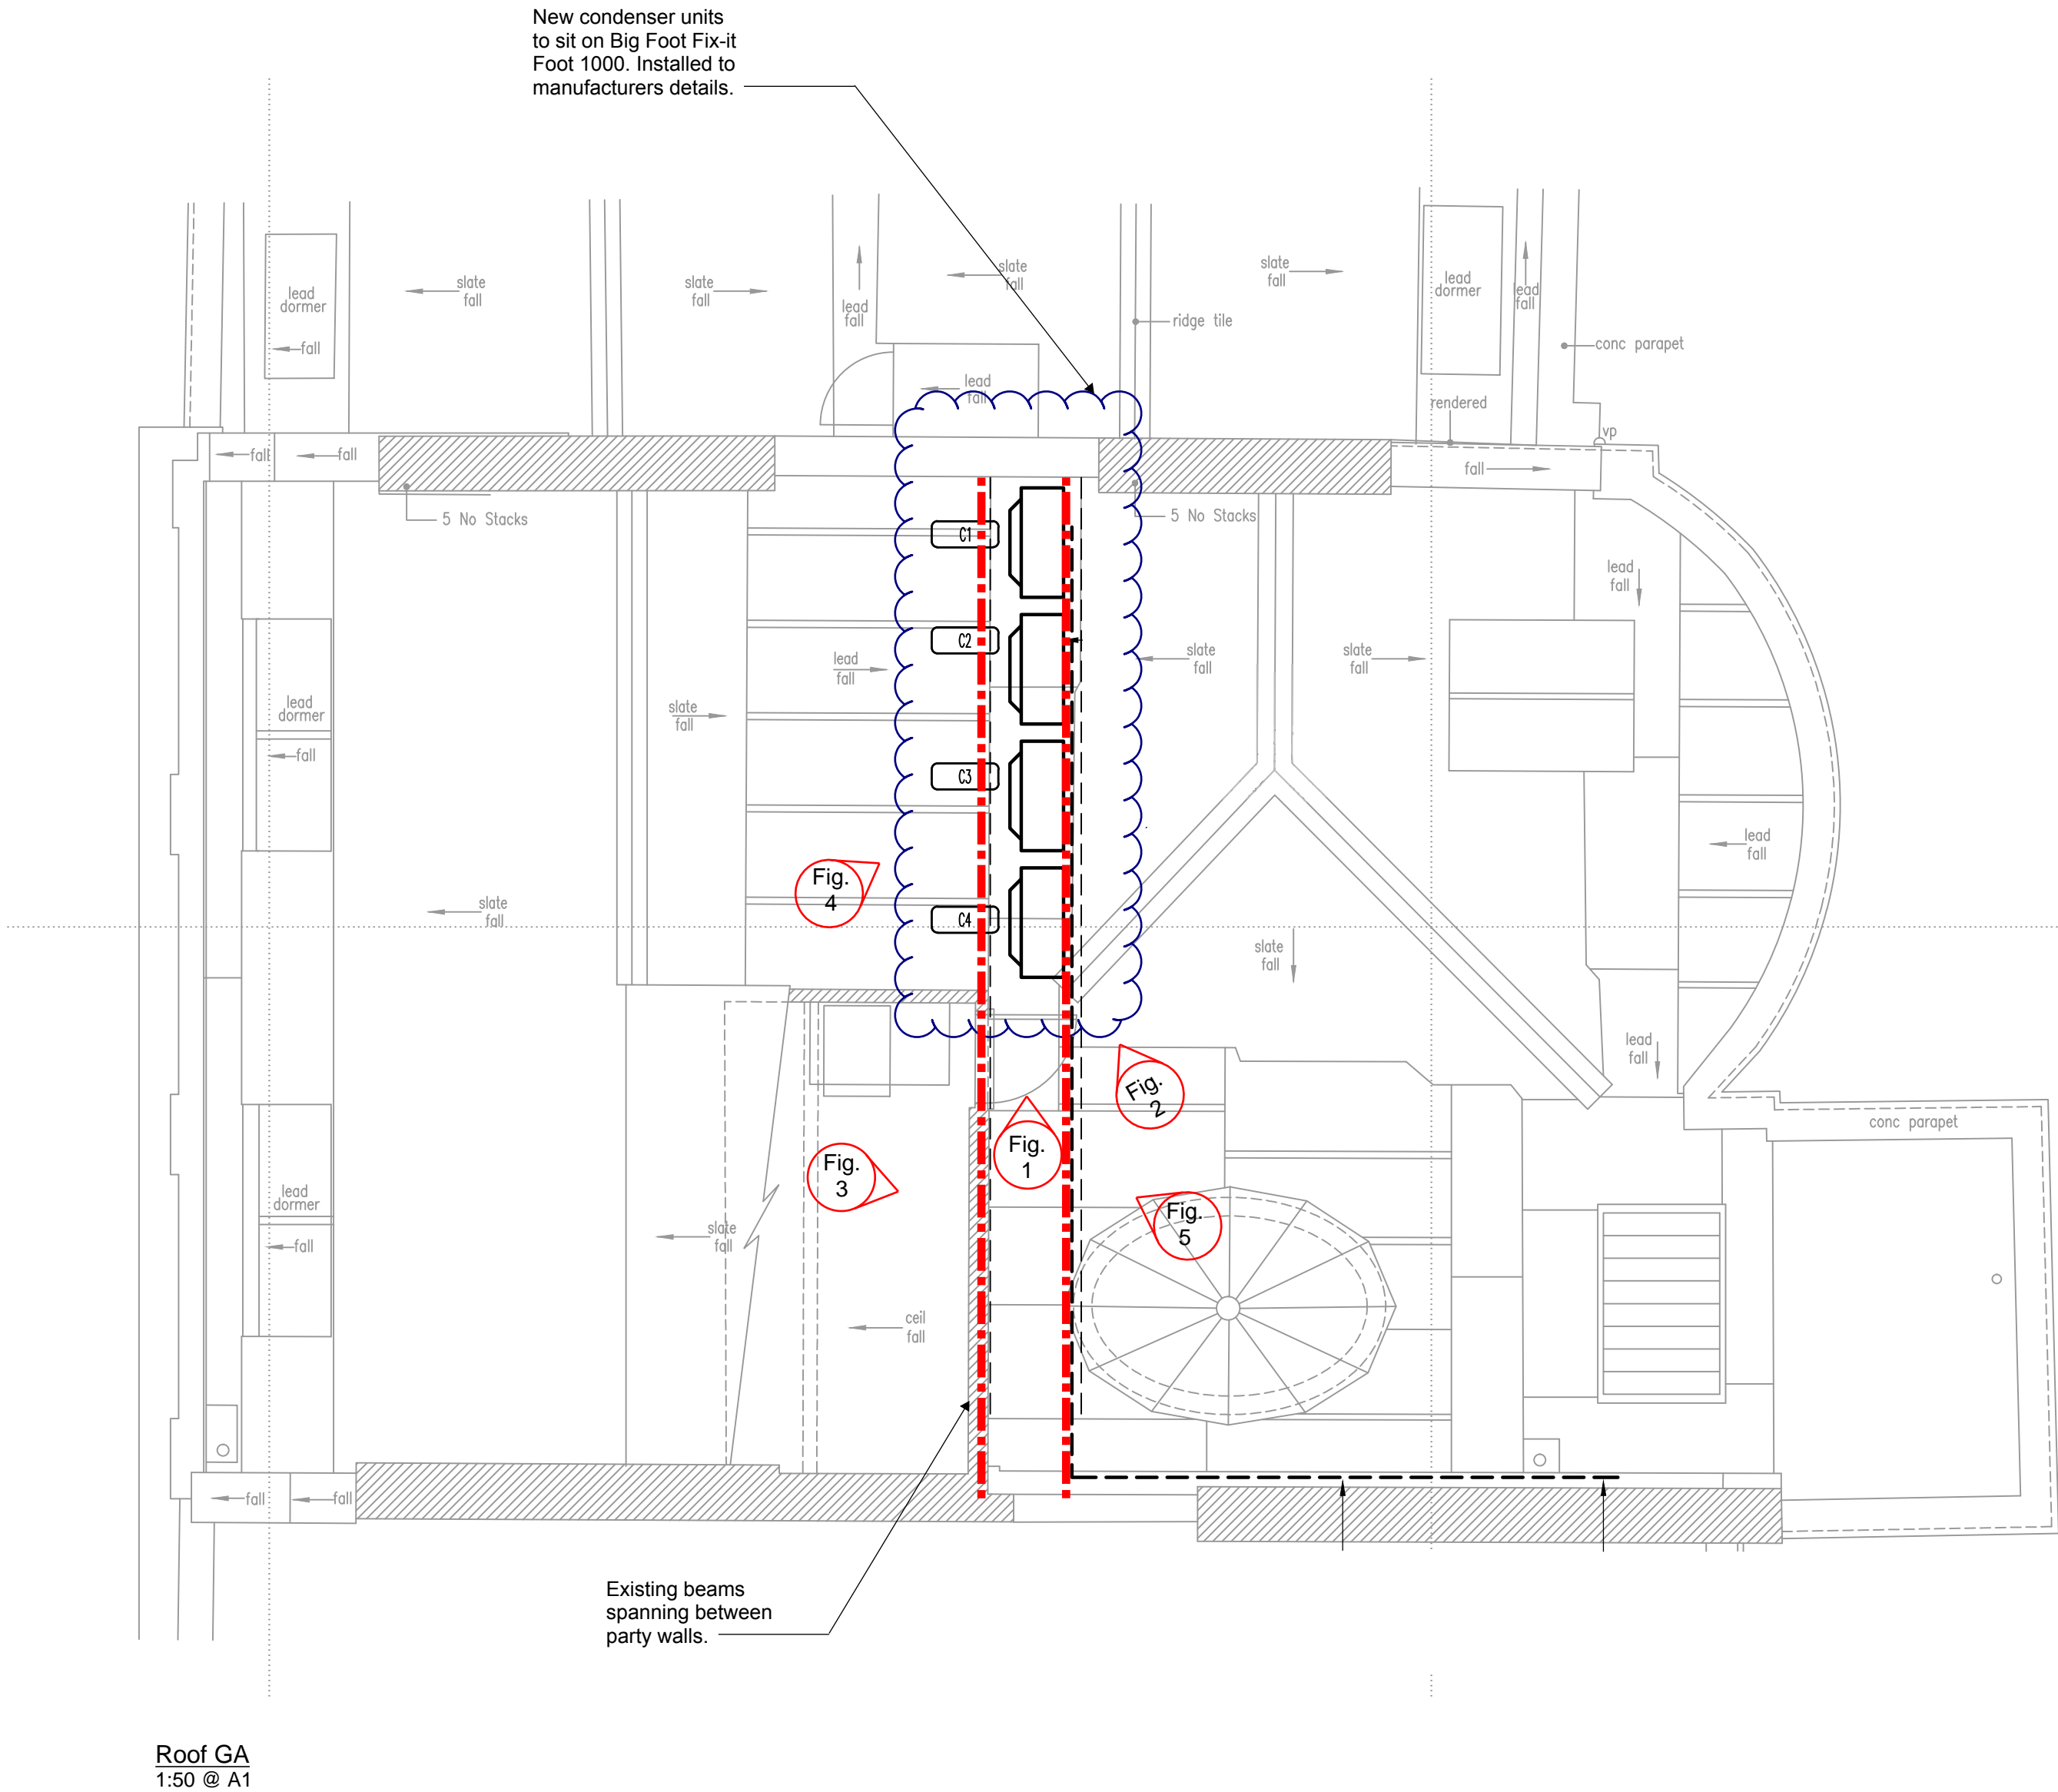 New condenser units
to sit on Big Foot Fix-it
Foot 1000. Installed to
manufacturers details.
lead
dormer
fall
slate
fall
slate
fall
lead
fall
slate
fall
ridge tile
slate
fall
lead
dormer
lead
fall
conc parapet
lead
fall
rendered
vp
fall
fall
fall
5 No Stacks
5 No Stacks
C1
lead
fall
C2
lead
fall
slate
fall
slate
fall
lead
dormer
fall
slate
fall
C3
lead
fall
Fig.
4
slate
fall
C4
slate
fall
lead
fall
Fig.
2
conc parapet
Fig.
1
Fig.
3
lead
dormer
fall
slate
fall
Fig.
5
ceil
fall
fall
fall
Existing beams
spanning between
party walls.
Roof GA
1:50 @ A1